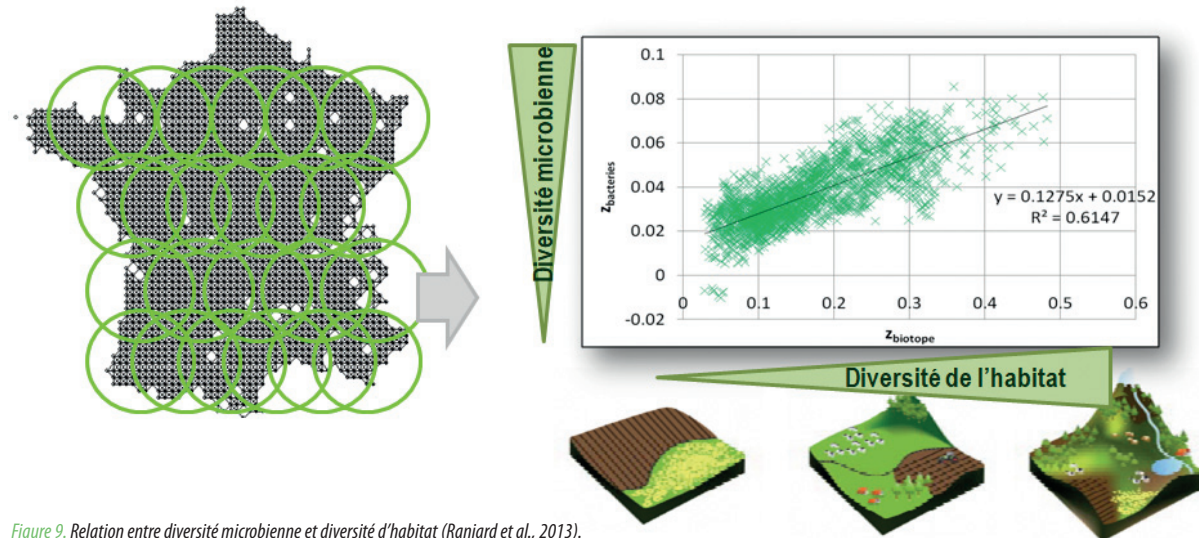 Diversité microbienne
0.1
0.08
0.06
0.04
0.02
0
-0.02
z bacteries
y = 0.1275x + 0.0152
R² = 0.6147
0 0.1 0.2 0.3 0.4 0.5 0.6
z biotope
Diversité de l'habitat
Figure 9. Relation entre diversité microbienne et diversité d'habitat (Ranjard et al., 2013).